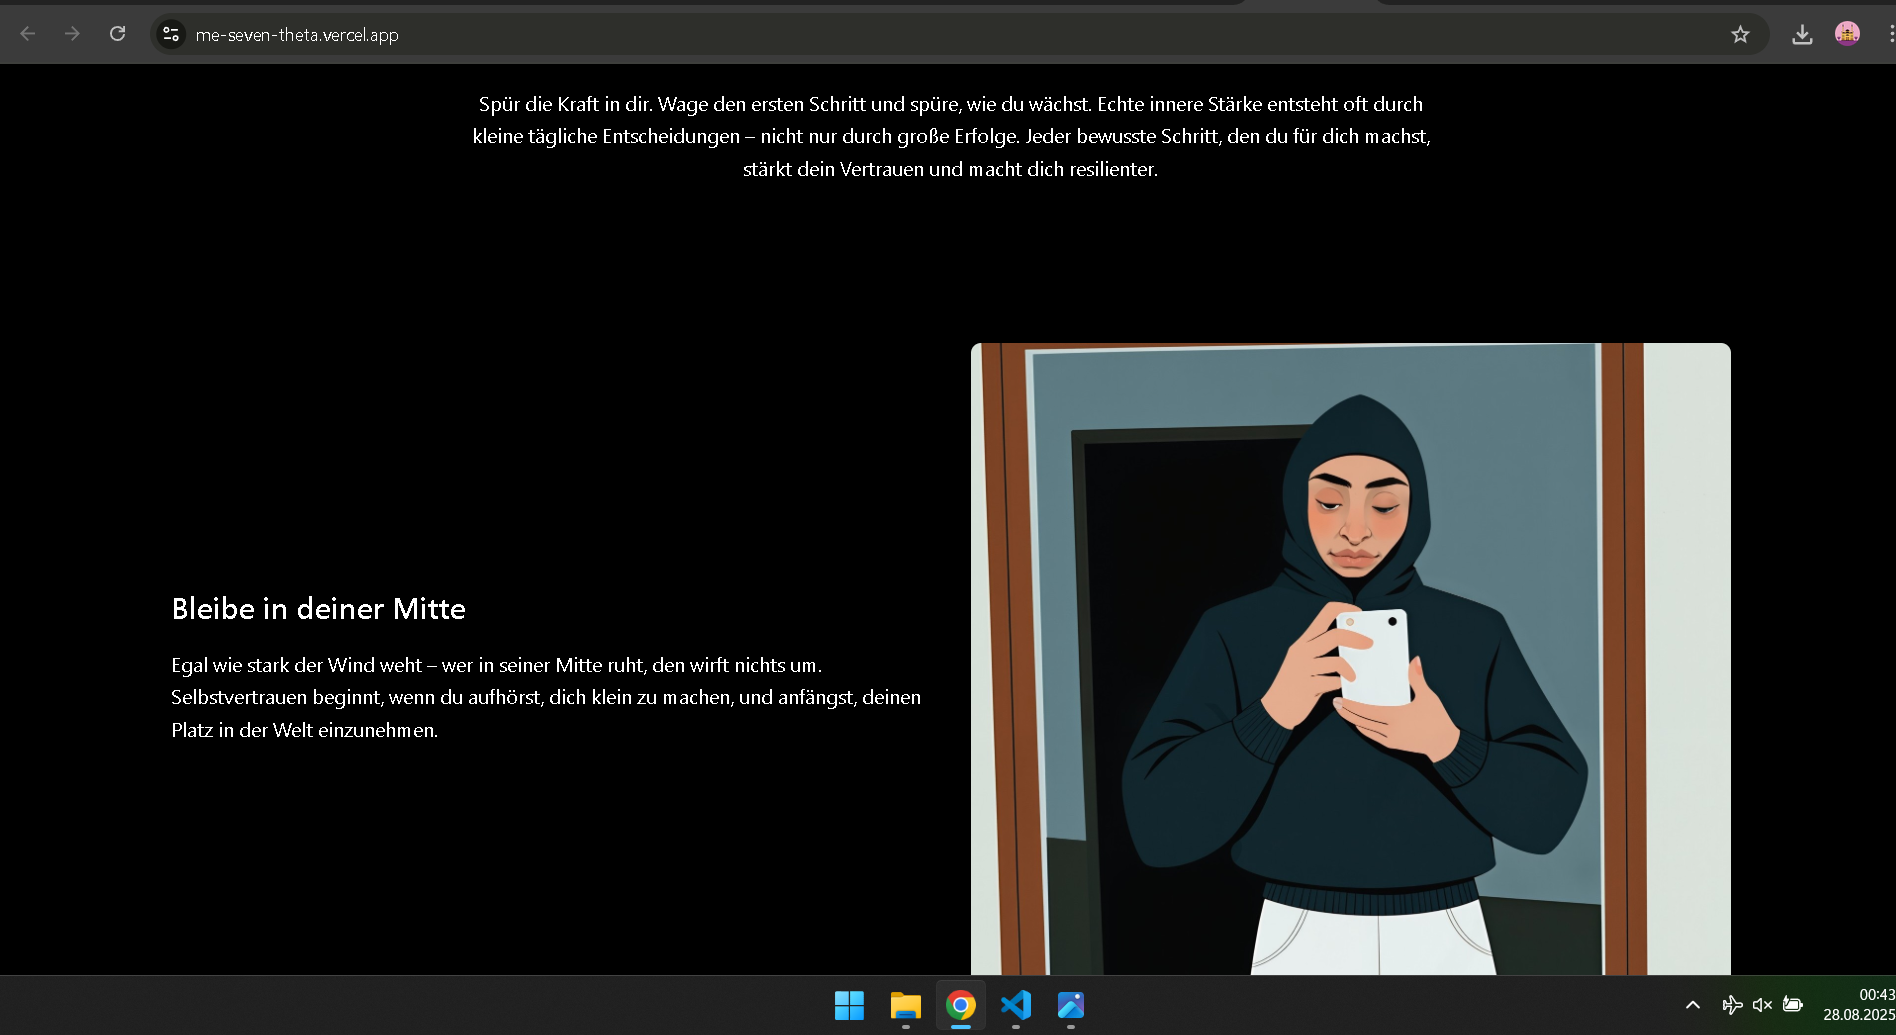 me-seven-theta.vercel.app
Spür die Kraft in dir. Wage den ersten Schritt und spüre, wie du wächst. Echte innere Stärke entsteht oft durch
kleine tägliche Entscheidungen – nicht nur durch große Erfolge. Jeder bewusste Schritt, den du für dich machst,
stärkt dein Vertrauen und macht dich resilienter.
Bleibe in deiner Mitte
Egal wie stark der Wind weht – wer in seiner Mitte ruht, den wirft nichts um.
Selbstvertrauen beginnt, wenn du aufhörst, dich klein zu machen, und anfängst, deinen
Platz in der Welt einzunehmen.
00:43
28.08.2025